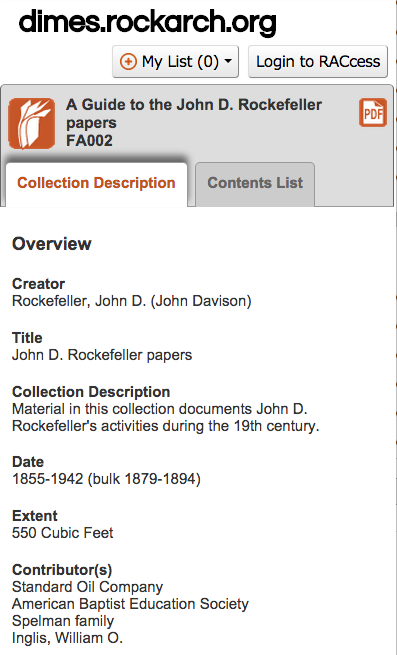 dimes.rockarch.org
My List (0)
Login to RACcess
A Guide to the John D. Rockefeller
papers
FA002
PDF
Collection Description
Contents List
Overview
Creator
Rockefeller, John D. (John Davison)
Title
John D. Rockefeller papers
Collection Description
Material in this collection documents John D.
Rockefeller's activities during the 19th century.
Date
1855-1942 (bulk 1879-1894)
Extent
550 Cubic Feet
Contributor(s)
Standard Oil Company
American Baptist Education Society
Spelman family
Inglis, William O.